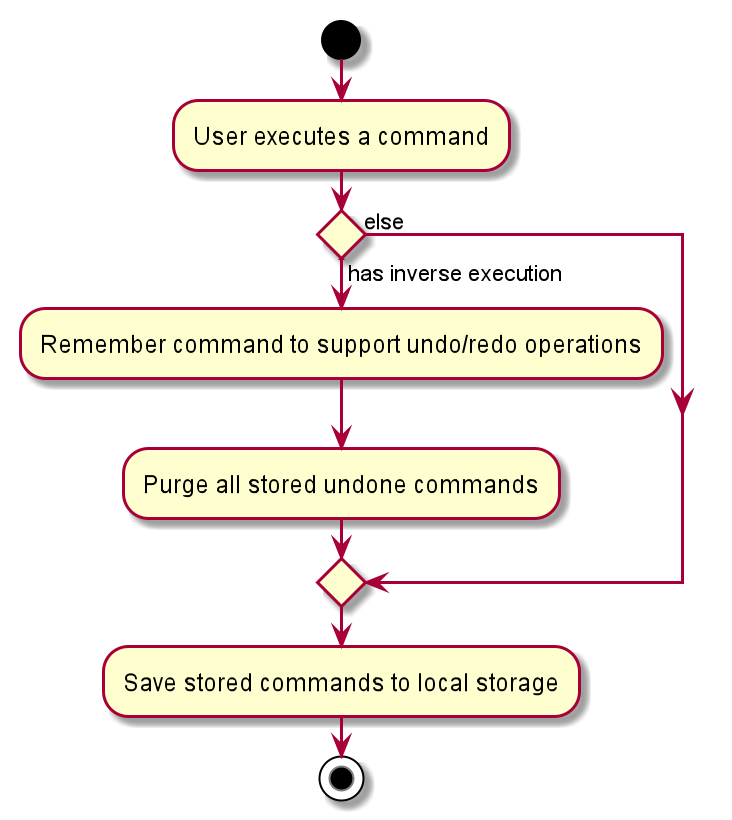 User executes a command
else
has inverse execution
Remember command to support undo/redo operations
Purge all stored undone commands
Save stored commands to local storage